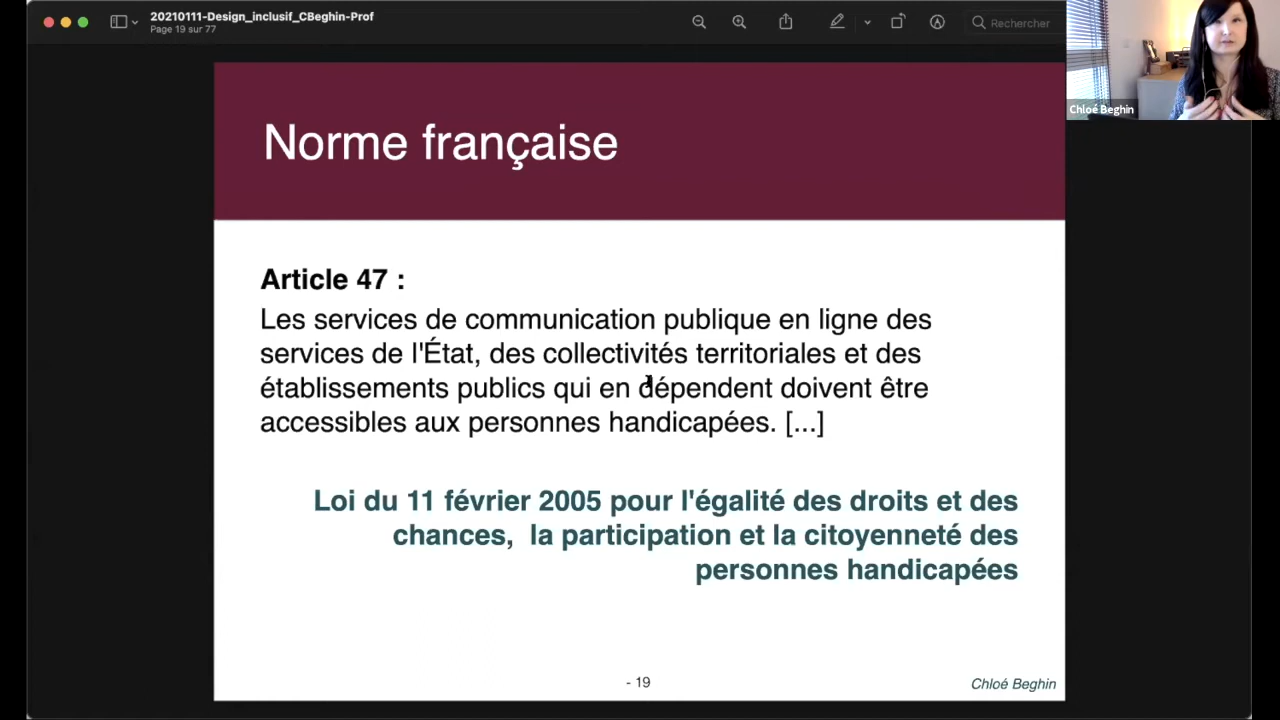 20210111-Design_inclusif_CBeghin-Prof
Page 19 sur 77
Rechercher
Chloé Beghin
Norme française
Article 47 :
Les services de communication publique en ligne des
services de l'État, des collectivités territoriales et des
établissements publics qui en dépendent doivent être
accessibles aux personnes handicapées. [...]
Loi du 11 février 2005 pour l'égalité des droits et des
chances, la participation et la citoyenneté des
personnes handicapées
- 19
Chloé Beghin